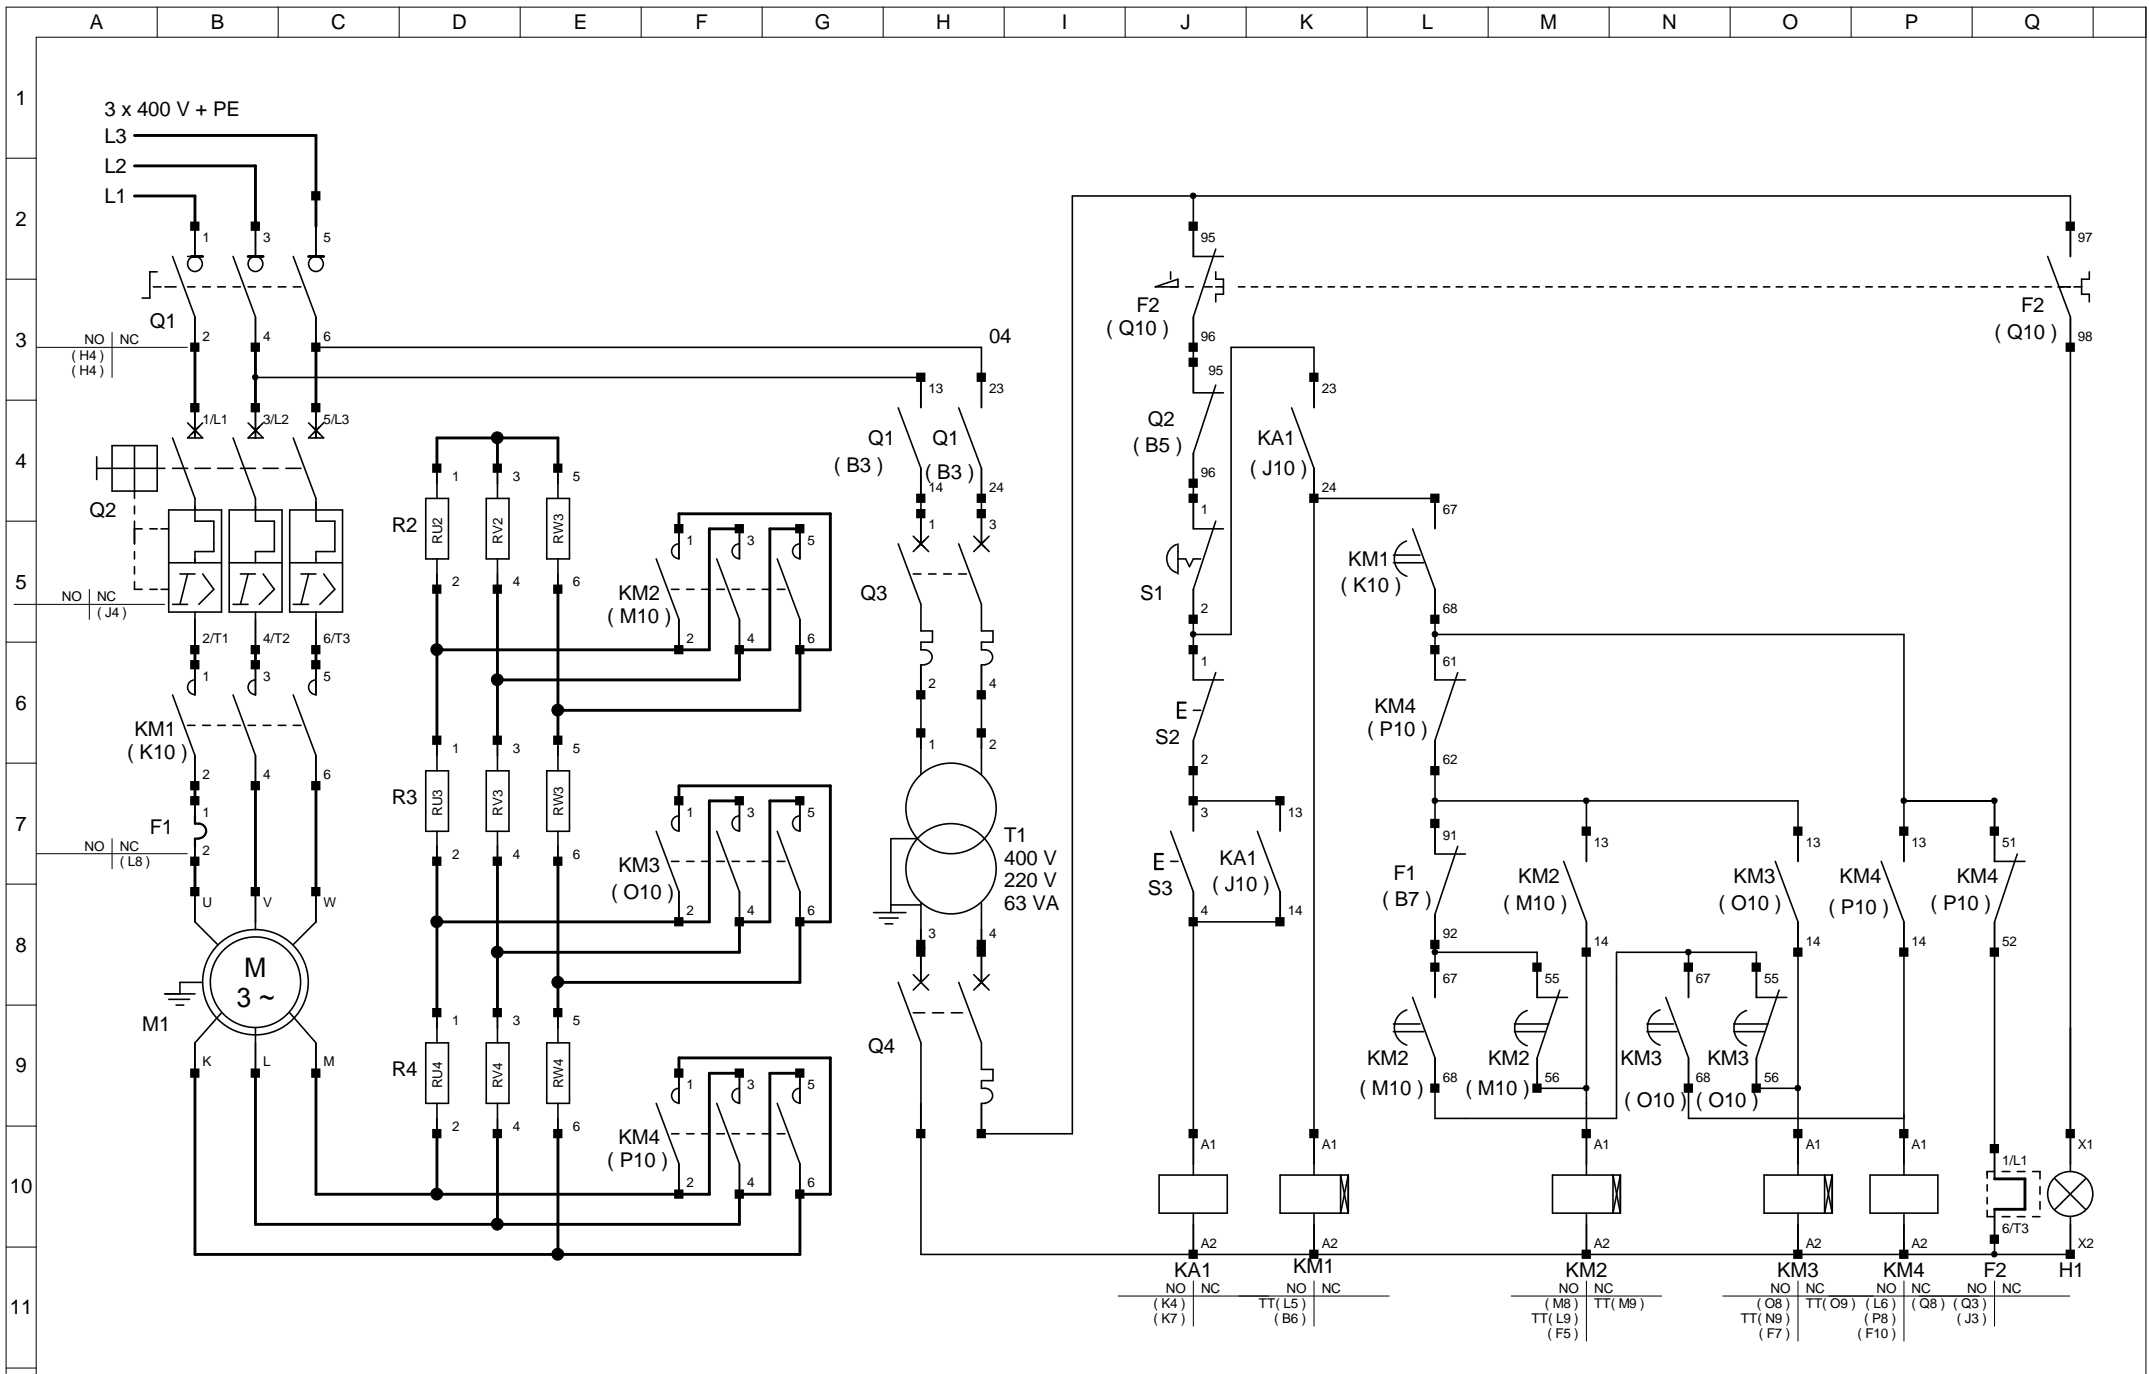 A B C D E F G H I J K L M N O P Q
1
3 x 400 V + PE
L3
L2
L1
2
1 3 5
95
97
Q1
F2
( Q10 )
F2
( Q10 )
3
NO NC
( H4 )
( H4 )
2 4 6
04
96
98
13 23
95
23
1/L1 3/L2 5/L3
4
Q1
( B3 )
Q1
( B3 )
Q2
( B5 )
KA1
( J10 )
1 3 5
14 24
96
24
67
Q2
R2
RU2 RV2 RW3
1 3 5
1 3
1
5
KM2
( M10 )
Q3
S1
KM1
( K10 )
NO NC
( J4 )
2 4 6
2
68
2/T1 4/T2 6/T3
2 4 6
1 3 5
1
61
6
KM1
( K10 )
2 4
S2
KM4
( P10 )
1 3 5
1 2
2 4 6
2
62
7
R3
RU3 RV3 RW3
1 3 5
3
13
1
2
F1
NO NC
( L8 )
KM3
( O10 )
T1
400 V
220 V
63 VA
S3
KA1
( J10 )
91
13 13 13 51
F1
( B7 )
KM2
( M10 )
KM3
( O10 )
KM4
( P10 )
KM4
( P10 )
2 4 6
U V W
2 4 6
4 14
8
3 4
92
14 14 14 52
M
3 ~
M1
67 55 67 55
1 3 5
9
K L M
R4
RU4 RV4 RW4
1 3 5
Q4
KM2
( M10 )
KM2
( M10 )
KM3
( O10 )
KM3
( O10 )
68 56 68 56
2 4 6
KM4
( P10 )
A1 A1 A1 A1 A1 1/L1 X1
10
2 4 6
6/T3
A2 A2 A2 A2 A2 X2
KA1 KM1 KM2 KM3 KM4 F2 H1
11
NO NC
( K4 )
( K7 )
NO NC
TT( L5 )
( B6 )
NO NC
( M8 ) TT( M9 )
TT( L9 )
( F5 )
NO NC
( O8 ) TT( O9 )
TT( N9 )
( F7 )
NO NC
( L6 ) ( Q8 )
( P8 )
( F10 )
NO NC
( Q3 )
( J3 )